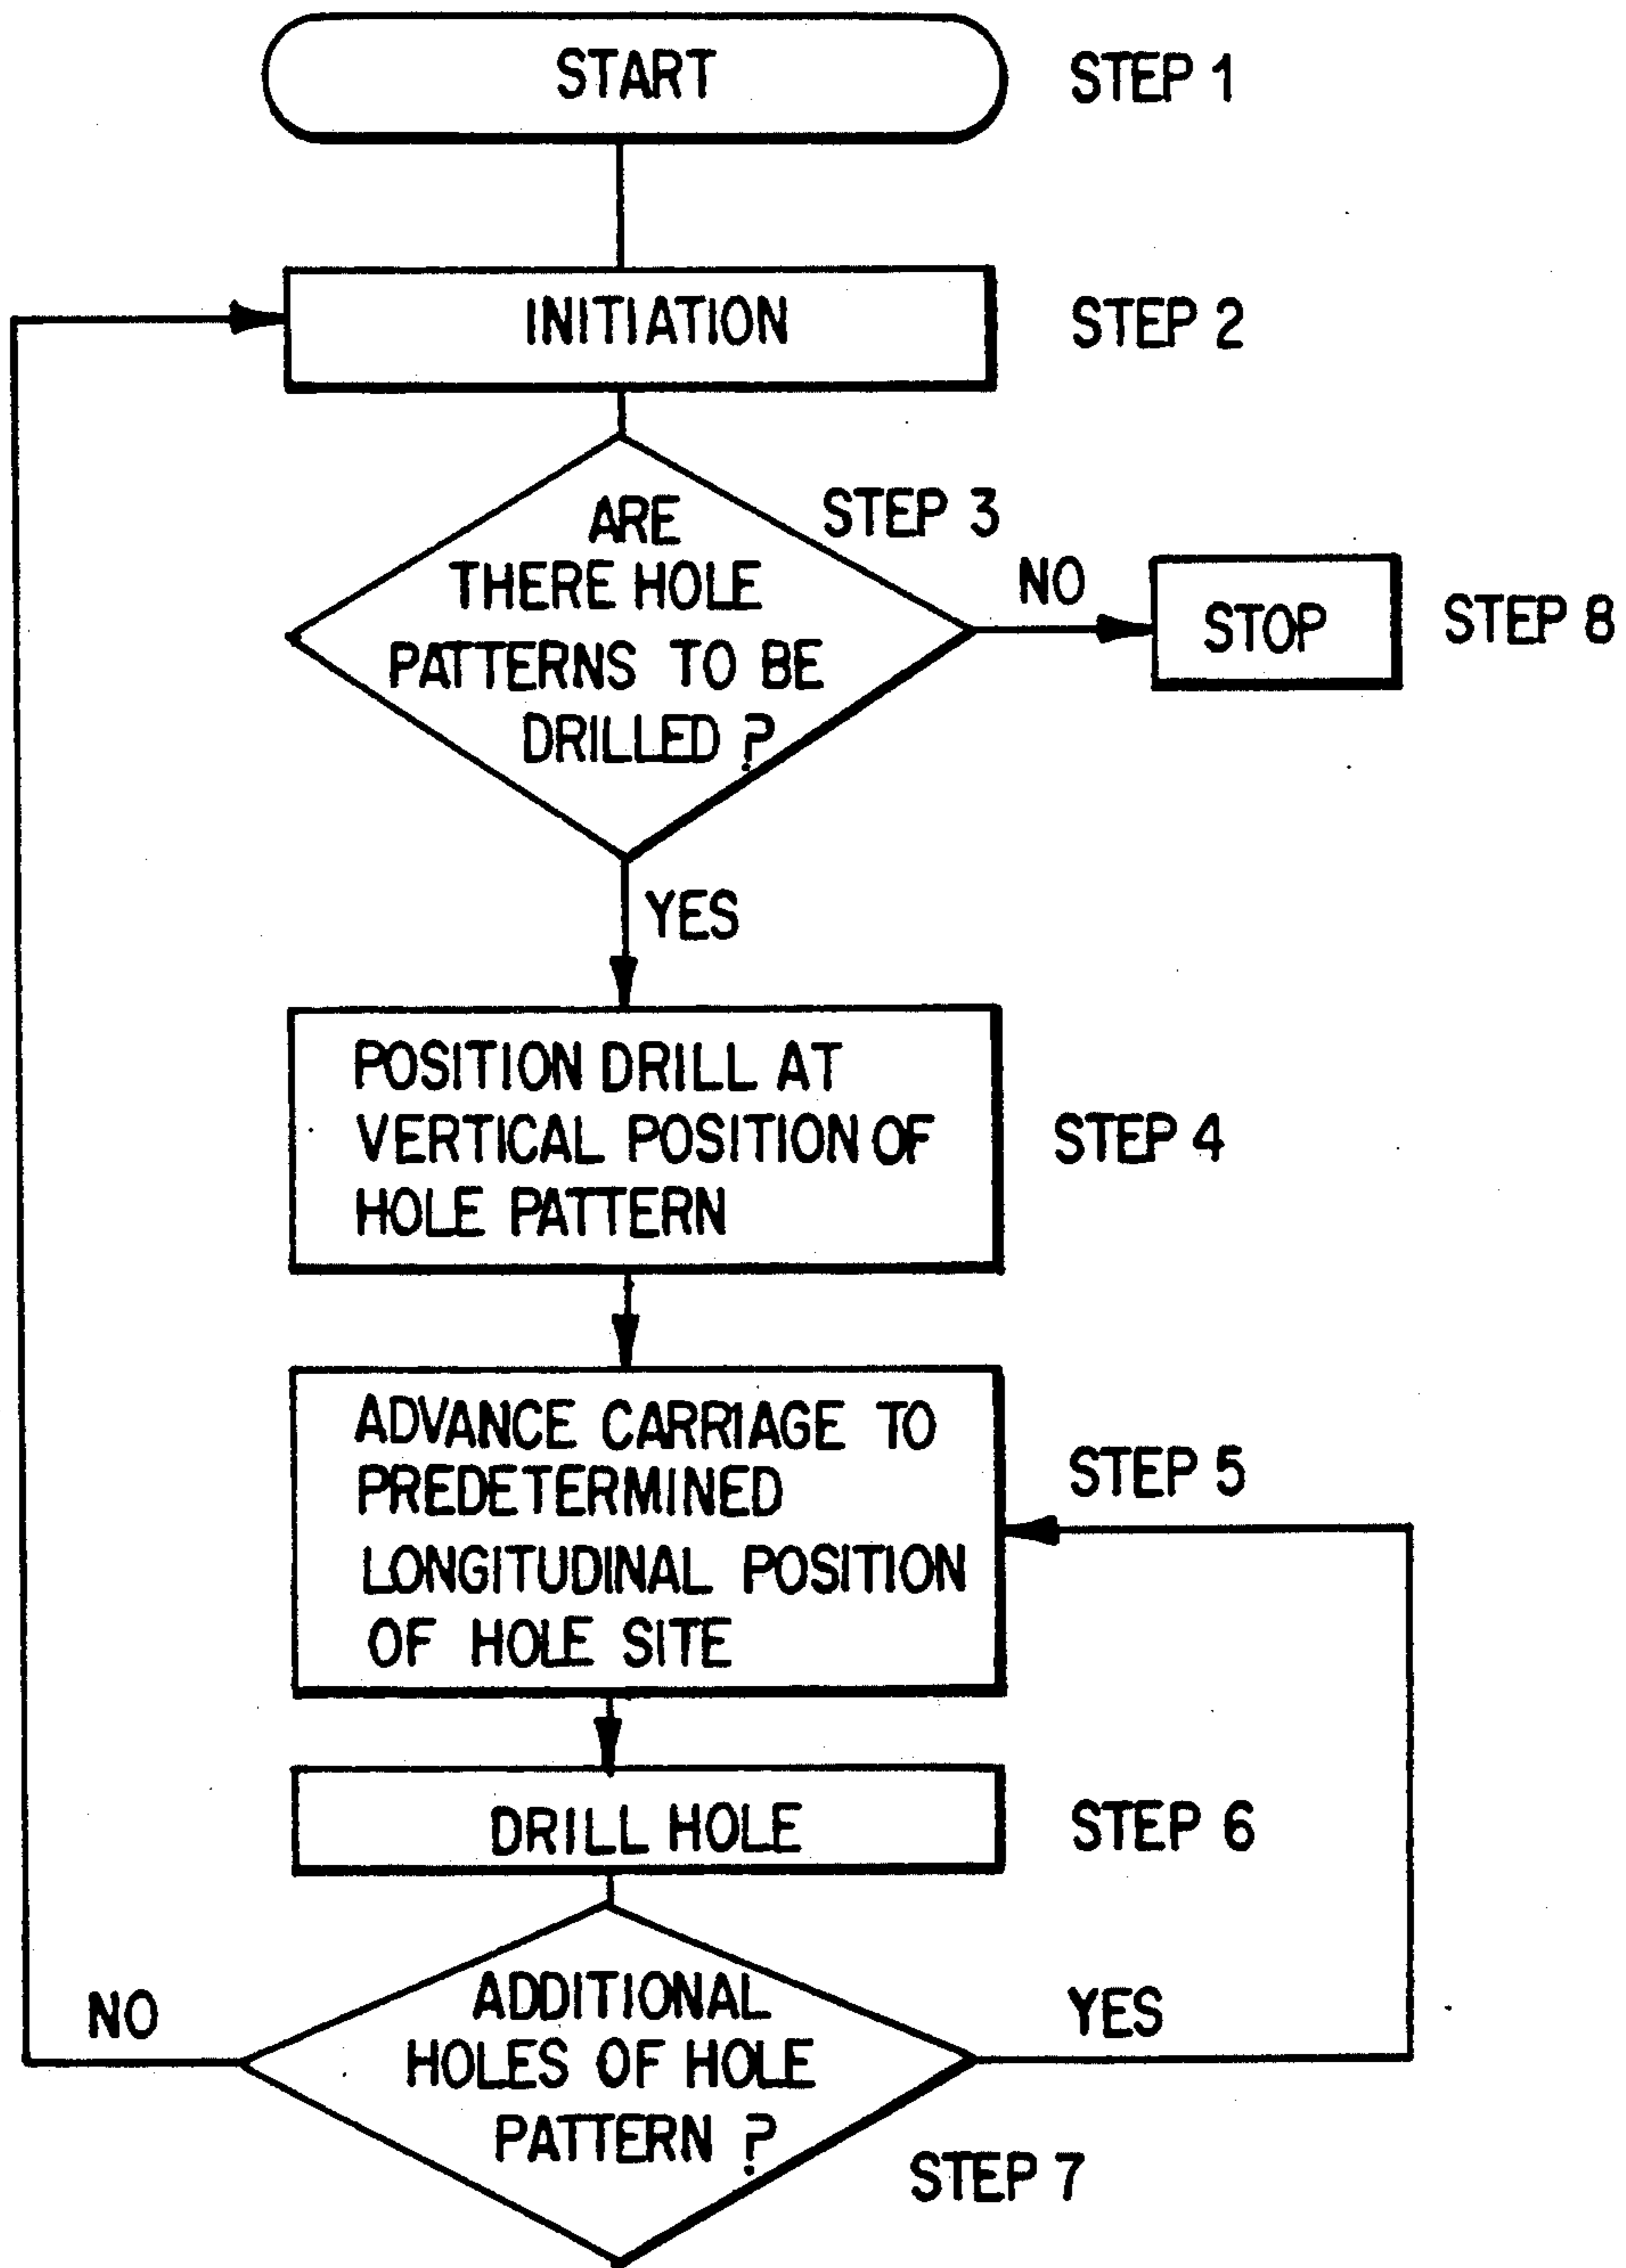 START
STEP 1
INITIATION
STEP 2
ARE
THERE HOLE
PATTERNS TO BE
DRILLED ?
STEP 3
NO
STOP
STEP 8
YES
POSITION DRILL AT
VERTICAL POSITION OF
HOLE PATTERN
STEP 4
ADVANCE CARRIAGE TO
PREDETERMINED
LONGITUDINAL POSITION
OF HOLE SITE
STEP 5
DRILL HOLE
STEP 6
ADDITIONAL
HOLES OF HOLE
PATTERN ?
NO
YES
STEP 7